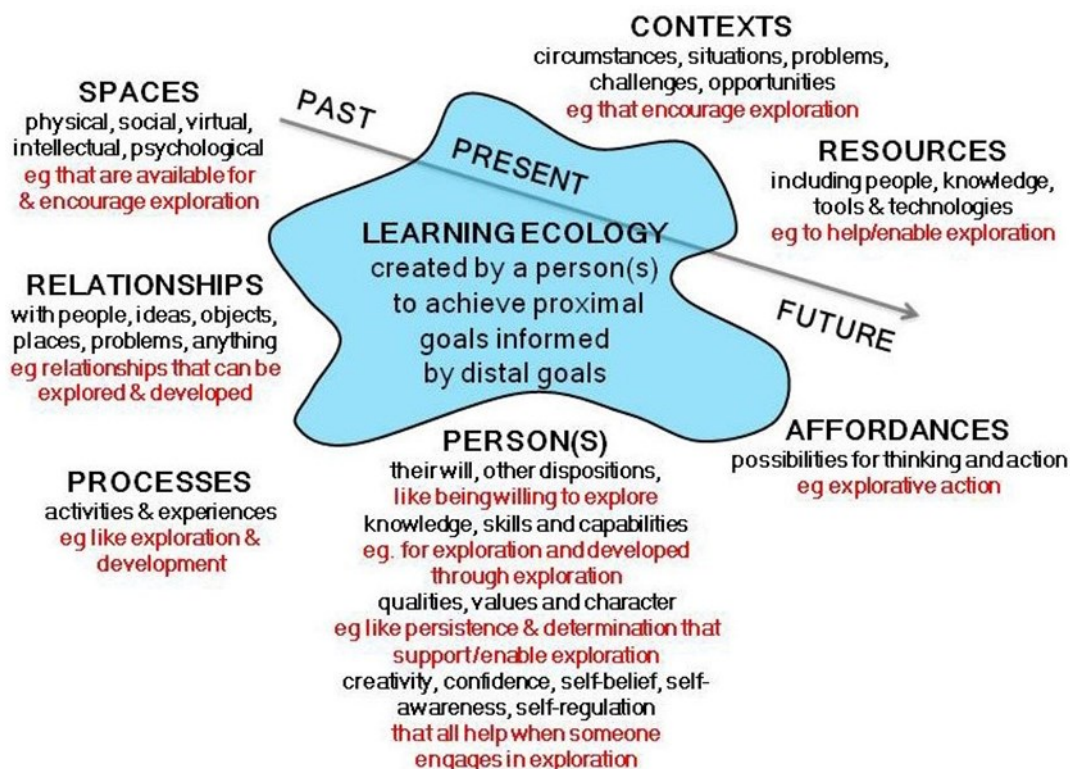 CONTEXTS
circumstances, situations, problems,
challenges, opportunities
eg that encourage exploration
SPACES
physical, social, virtual,
intellectual, psychological
eg that are available for
& encourage exploration
PAST
PRESENT
FUTURE
RESOURCES
including people, knowledge,
tools & technologies
eg to help/enable exploration
LEARNING ECOLOGY
created by a person(s)
to achieve proximal
goals informed
by distal goals
RELATIONSHIPS
with people, ideas, objects,
places, problems, anything
eg relationships that can be
explored & developed
AFFORDANCES
possibilities for thinking and action
eg explorative action
PROCESSES
activities & experiences
eg like exploration &
development
PERSON(S)
their will, other dispositions,
like being willing to explore
knowledge, skills and capabilities
eg. for exploration and developed
through exploration
qualities, values and character
eg like persistence & determination that
support/enable exploration
creativity, confidence, self-belief, self-
awareness, self-regulation
that all help when someone
engages in exploration